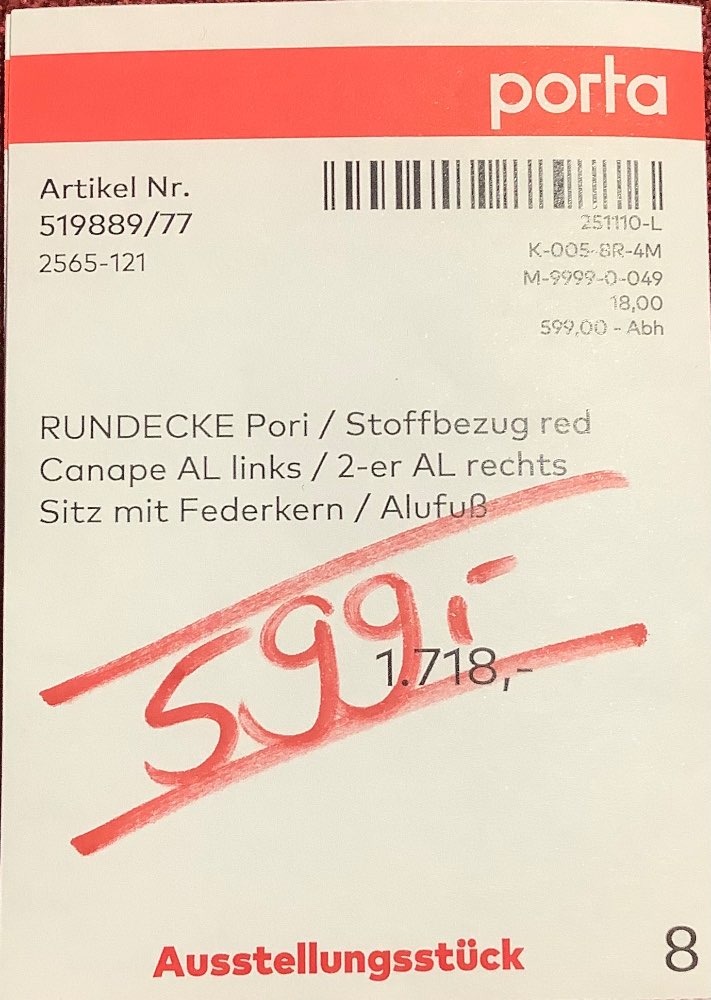 porta
Artikel Nr.
519889/77
2565-121
251110-L
K-005-8R-4M
M-9999-0-049
18,00
599,00 - Abh
RUNDECKE Pori / Stoffbezug red
Canape AL links / 2-er AL rechts
Sitz mit Federkern / Alufuß
599,-
1.718,-
Ausstellungsstück
8